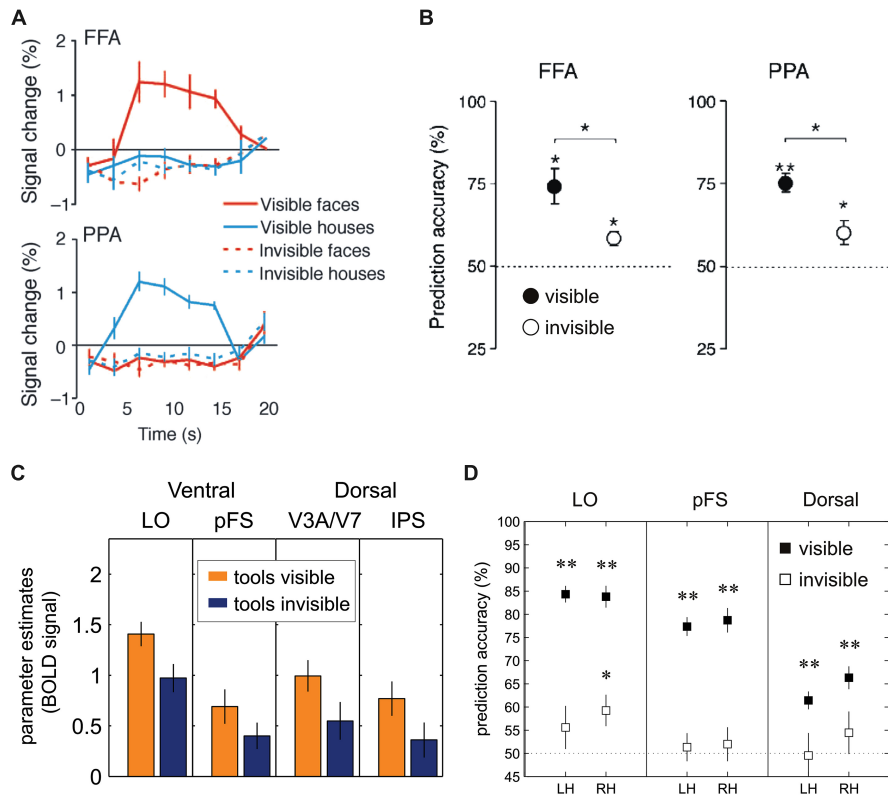 A
FFA
2
1
0
−1
Signal change (%)
Visible faces
Visible houses
Invisible faces
Invisible houses
PPA
2
1
0
−1
Signal change (%)
0 5 10 15 20
Time (s)
B
FFA PPA
Prediction accuracy (%)
75
50
25
*
*
*
visible
invisible
75
50
25
*
**
*
C
Ventral Dorsal
LO pFS V3A/V7 IPS
parameter estimates
(BOLD signal)
2
1.5
1
0.5
0
tools visible
tools invisible
D
LO pFS Dorsal
prediction accuracy (%)
100
95
90
85
80
75
70
65
60
55
50
45
visible
invisible
** **
*
** **
** **
LH RH LH RH LH RH